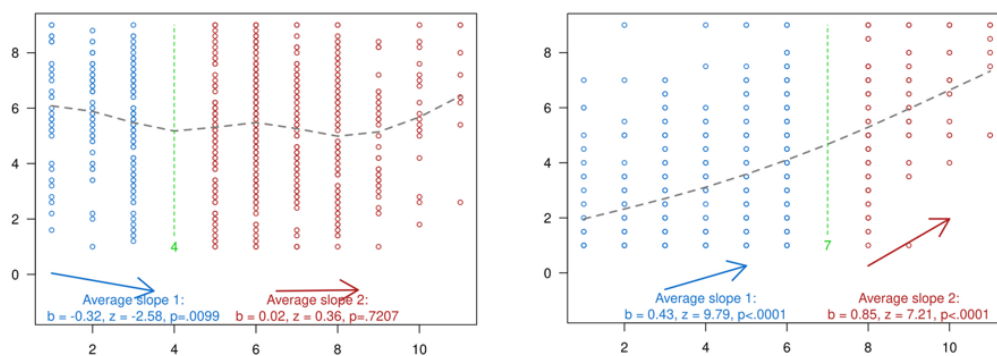 8
6
4
2
0
4
Average slope 1:
b = -0.32, z = -2.58, p=.0099
Average slope 2:
b = 0.02, z = 0.36, p=.7207
2 4 6 8 10
8
6
4
2
0
7
Average slope 1:
b = 0.43, z = 9.79, p<.0001
Average slope 2:
b = 0.85, z = 7.21, p<.0001
2 4 6 8 10